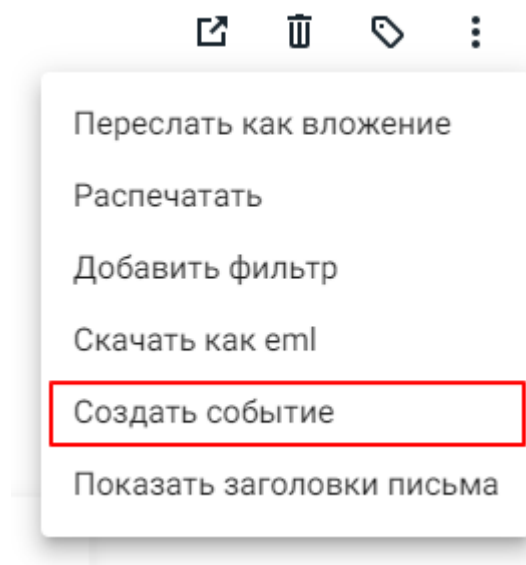 Переслать как вложение
Распечатать
Добавить фильтр
Скачать как eml
Создать событие
Показать заголовки письма